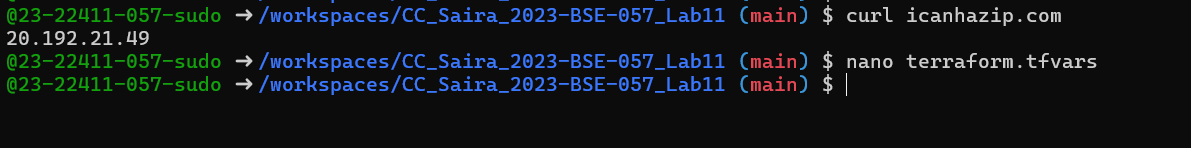 @23-22411-057-sudo ➜ /workspaces/CC_Saira_2023-BSE-057_Lab11 (main) $ curl icanhazip.com
20.192.21.49
@23-22411-057-sudo ➜ /workspaces/CC_Saira_2023-BSE-057_Lab11 (main) $ nano terraform.tfvars
@23-22411-057-sudo ➜ /workspaces/CC_Saira_2023-BSE-057_Lab11 (main) $